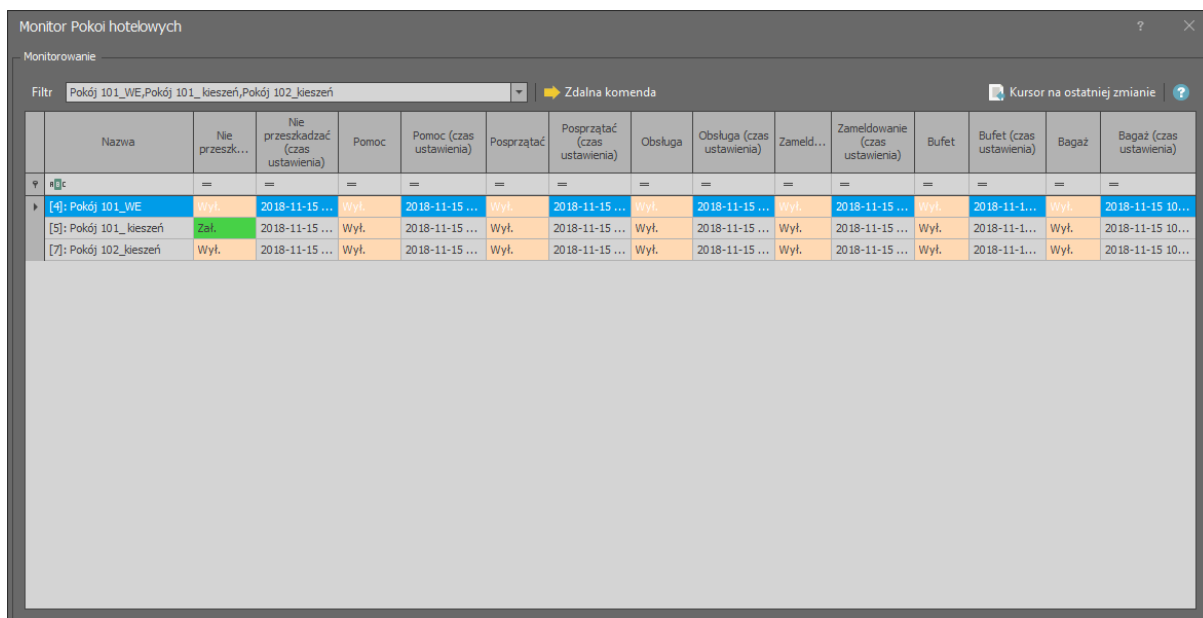 Monitor Pokoi hotelowych ?
Monitorowanie
Filtr Pokój 101_WE,Pokój 101_ kieszeń,Pokój 102_kieszeń Zdalna komenda Kursor na ostatniej zmianie ?
Nazwa Nie przeszk... Nie przeszkadzać (czas ustawienia) Pomoc Pomoc (czas ustawienia) Posprzątać Posprzątać (czas ustawienia) Obsługa Obsługa (czas ustawienia) Zameld... Zameldowanie (czas ustawienia) Bufet Bufet (czas ustawienia) Bagaż Bagaż (czas ustawienia)
= = = = = = = = = = = = = =
[4]: Pokój 101_WE Wył. 2018-11-15 ... Wył. 2018-11-15 ... Wył. 2018-11-15 ... Wył. 2018-11-15 ... Wył. 2018-11-15 ... Wył. 2018-11-1... Wył. 2018-11-15 10...
[5]: Pokój 101_ kieszeń Zał. 2018-11-15 ... Wył. 2018-11-15 ... Wył. 2018-11-15 ... Wył. 2018-11-15 ... Wył. 2018-11-15 ... Wył. 2018-11-1... Wył. 2018-11-15 10...
[7]: Pokój 102_kieszeń Wył. 2018-11-15 ... Wył. 2018-11-15 ... Wył. 2018-11-15 ... Wył. 2018-11-15 ... Wył. 2018-11-15 ... Wył. 2018-11-1... Wył. 2018-11-15 10...